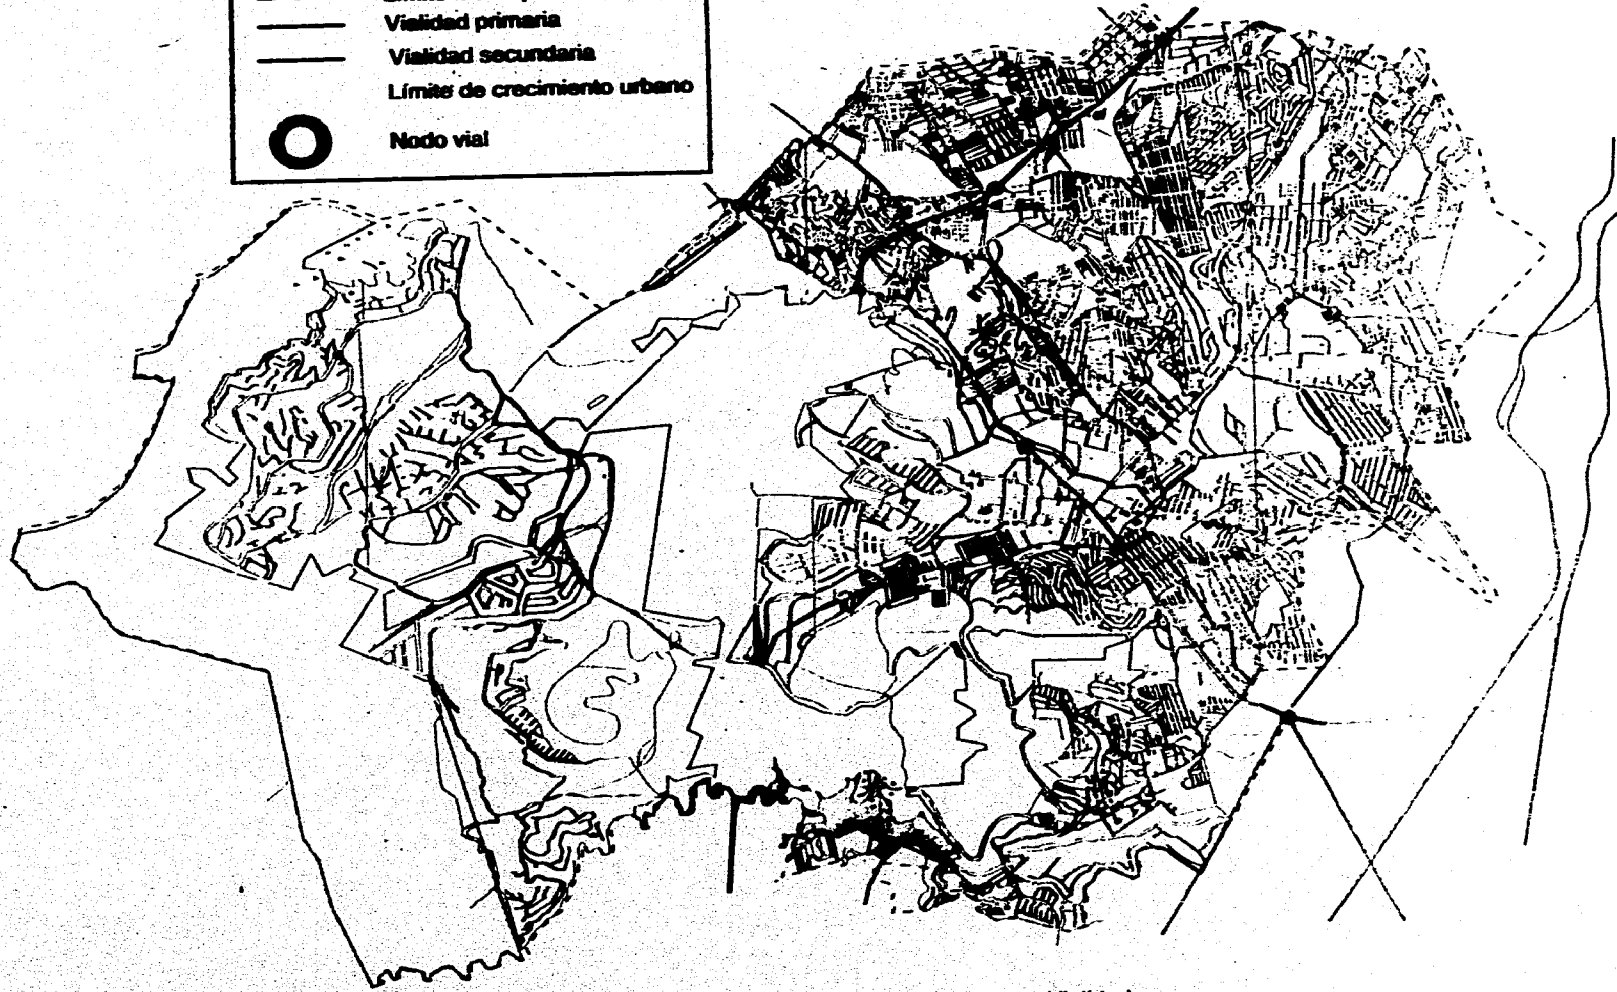 Vialidad primaria
Vialidad secundaria
Límite de crecimiento urbano
Nodo vial